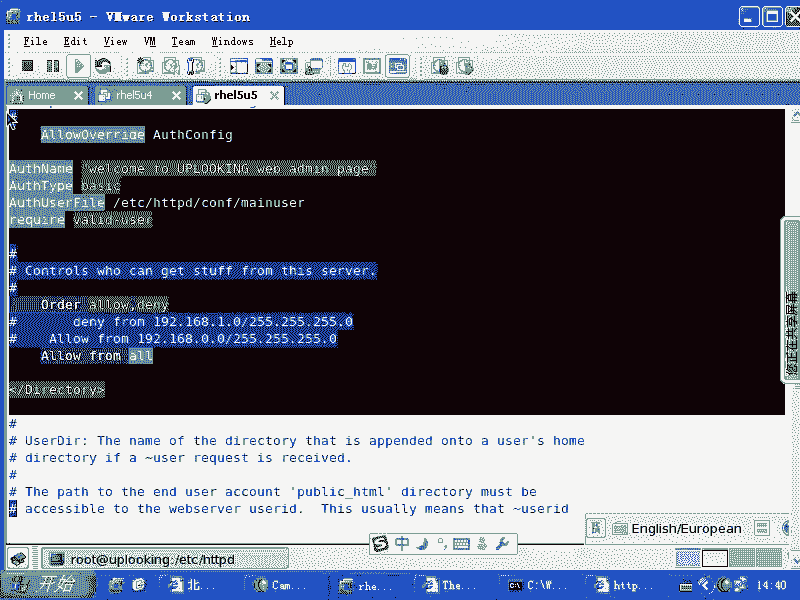 rhel5u5 - VMware Workstation
File Edit View VM Team Windows Help
Home rhel5u4 rhel5u5
#
AllowOverride AuthConfig
AuthName "welcome to UPLOOKING web admin page"
AuthType basic
AuthUserFile /etc/httpd/conf/mainuser
require valid-user
#
# Controls who can get stuff from this server.
#
Order allow,deny
# deny from 192.168.1.0/255.255.255.0
# Allow from 192.168.0.0/255.255.255.0
Allow from all
</Directory>
#
# UserDir: The name of the directory that is appended onto a user's home
# directory if a ~user request is received.
#
# The path to the end user account 'public_html' directory must be
# accessible to the webserver userid.  This usually means that ~userid
您正在共享屏幕
English/European
中
root@uplooking:/etc/httpd
开始 北... Cam... rhe... The... C:\W... http... 14:40